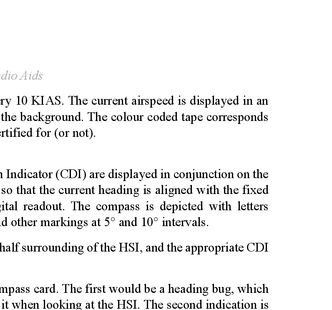 dio Aids
ry 10 KIAS. The current airspeed is displayed in an
the background. The colour coded tape corresponds
rtified for (or not).
n Indicator (CDI) are displayed in conjunction on the
so that the current heading is aligned with the fixed
ital readout. The compass is depicted with letters
d other markings at 5° and 10° intervals.
half surrounding of the HSI, and the appropriate CDI
mpass card. The first would be a heading bug, which
it when looking at the HSI. The second indication is